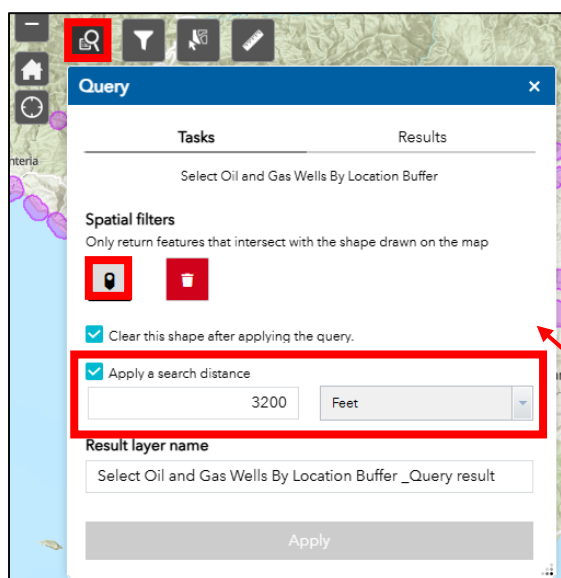 Query
Tasks Results
nteria
Select Oil and Gas Wells By Location Buffer
Spatial filters
Only return features that intersect with the shape drawn on the map
Clear this shape after applying the query.
Apply a search distance
3200 Feet
Result layer name
Select Oil and Gas Wells By Location Buffer _Query result
Apply